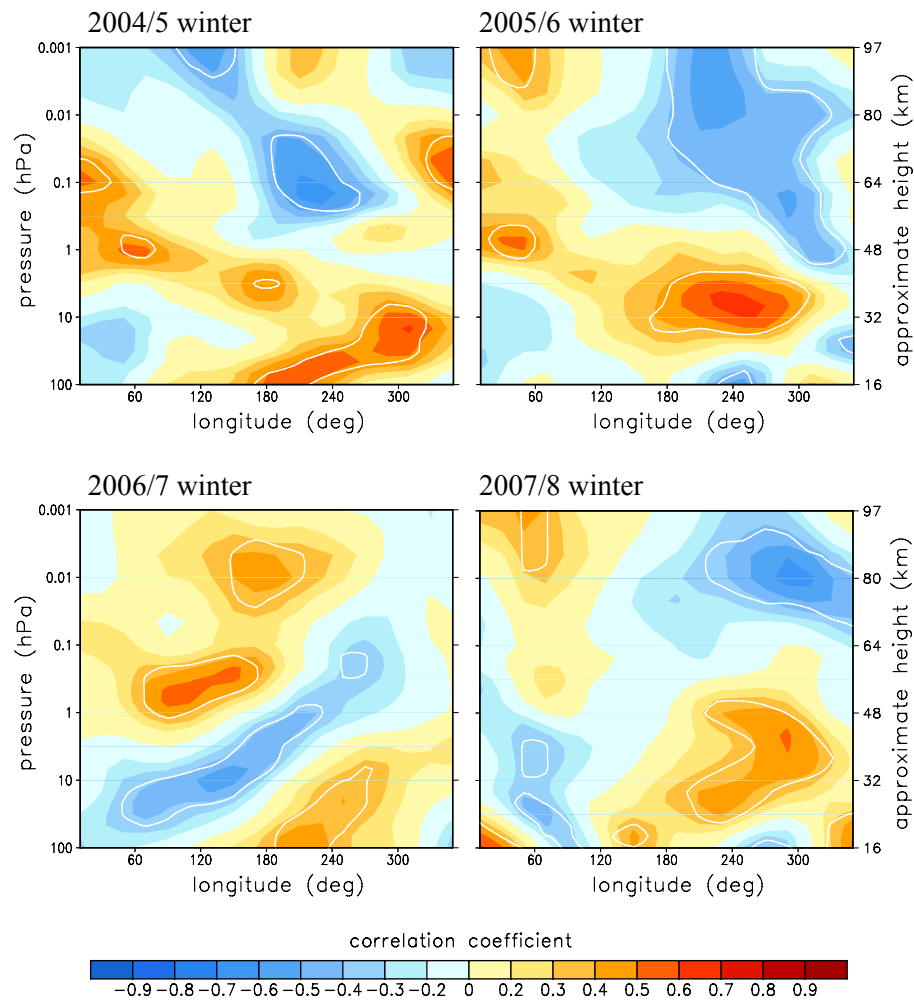 2004/5 winter
2005/6 winter
0.001
0.01
0.1
1
10
100
pressure (hPa)
60 120 180 240 300
longitude (deg)
60 120 180 240 300
longitude (deg)
97
80
64
48
32
16
approximate height (km)
2006/7 winter
2007/8 winter
0.001
0.01
0.1
1
10
100
pressure (hPa)
60 120 180 240 300
longitude (deg)
60 120 180 240 300
longitude (deg)
97
80
64
48
32
16
approximate height (km)
correlation coefficient
-0.9 -0.8 -0.7 -0.6 -0.5 -0.4 -0.3 -0.2 0 0.2 0.3 0.4 0.5 0.6 0.7 0.8 0.9